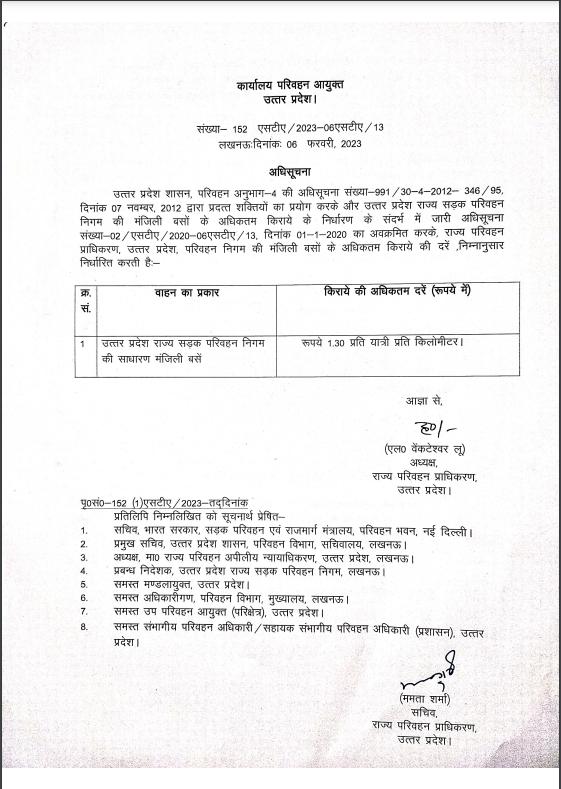 कार्यालय परिवहन आयुक्त
उत्तर प्रदेश।
संख्या– 152 एसटीए/2023–06एसटीए/13
लखनऊःदिनांकः 06 फरवरी, 2023
अधिसूचना
उत्तर प्रदेश शासन, परिवहन अनुभाग–4 की अधिसूचना संख्या–991/30–4–2012– 346/95,
दिनांक 07 नवम्बर, 2012 द्वारा प्रदत्त शक्तियों का प्रयोग करके और उत्तर प्रदेश राज्य सड़क परिवहन
निगम की मंजिली बसों के अधिकतम किराये के निर्धारण के संदर्भ में जारी अधिसूचना
संख्या–02/एसटीए/2020–06एसटीए/13, दिनांक 01–1–2020 का अवक्रमित करके, राज्य परिवहन
प्राधिकरण, उत्तर प्रदेश, परिवहन निगम की मंजिली बसों के अधिकतम किराये की दरें ,निम्नानुसार
निर्धारित करती हैः–
क्र. सं. वाहन का प्रकार किराये की अधिकतम दरें (रूपये में)
1 उत्तर प्रदेश राज्य सड़क परिवहन निगम रूपये 1.30 प्रति यात्री प्रति किलोमीटर।
की साधारण मंजिली बसें
आज्ञा से,
ह0/–
(एल0 वेंकटेश्वर लू)
अध्यक्ष,
राज्य परिवहन प्राधिकरण,
उत्तर प्रदेश।
पृ0सं0–152 (1)एसटीए/2023–तद्दिनांक
प्रतिलिपि निम्नलिखित को सूचनार्थ प्रेषित–
1. सचिव, भारत सरकार, सड़क परिवहन एवं राजमार्ग मंत्रालय, परिवहन भवन, नई दिल्ली।
2. प्रमुख सचिव, उत्तर प्रदेश शासन, परिवहन विभाग, सचिवालय, लखनऊ।
3. अध्यक्ष, मा0 राज्य परिवहन अपीलीय न्यायाधिकरण, उत्तर प्रदेश, लखनऊ।
4. प्रबन्ध निदेशक, उत्तर प्रदेश राज्य सड़क परिवहन निगम, लखनऊ।
5. समस्त मण्डलायुक्त, उत्तर प्रदेश।
6. समस्त अधिकारीगण, परिवहन विभाग, मुख्यालय, लखनऊ।
7. समस्त उप परिवहन आयुक्त (परिक्षेत्र), उत्तर प्रदेश।
8. समस्त संभागीय परिवहन अधिकारी/सहायक संभागीय परिवहन अधिकारी (प्रशासन), उत्तर
प्रदेश।
(ममता शर्मा)
सचिव,
राज्य परिवहन प्राधिकरण,
उत्तर प्रदेश।